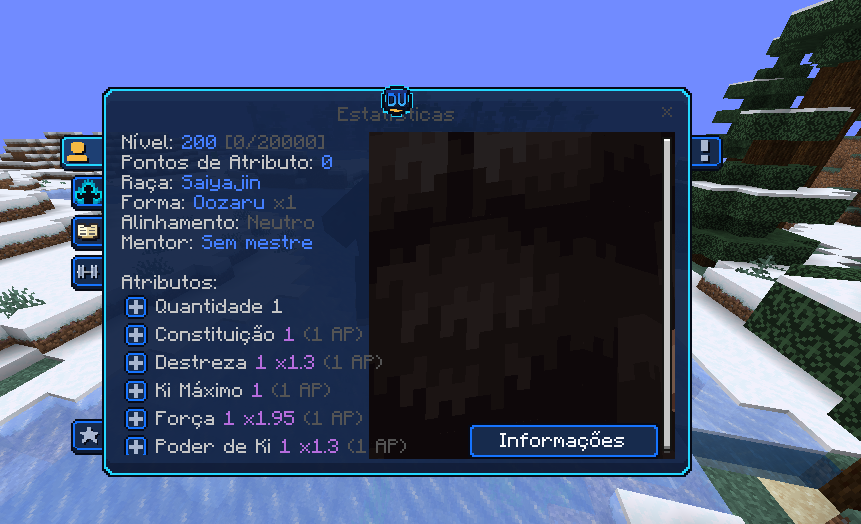 DU
Estatísticas
Nível: 200 [0/20000]
Pontos de Atributo: 0
Raça: Saiyajin
Forma: Oozaru x1
Alinhamento: Neutro
Mentor: Sem mestre
Atributos:
Quantidade 1
Constituição 1 (1 AP)
Destreza 1 x1.3 (1 AP)
Ki Máximo 1 (1 AP)
Força 1 x1.95 (1 AP)
Poder de Ki 1 x1.3 (1 AP)
Informações